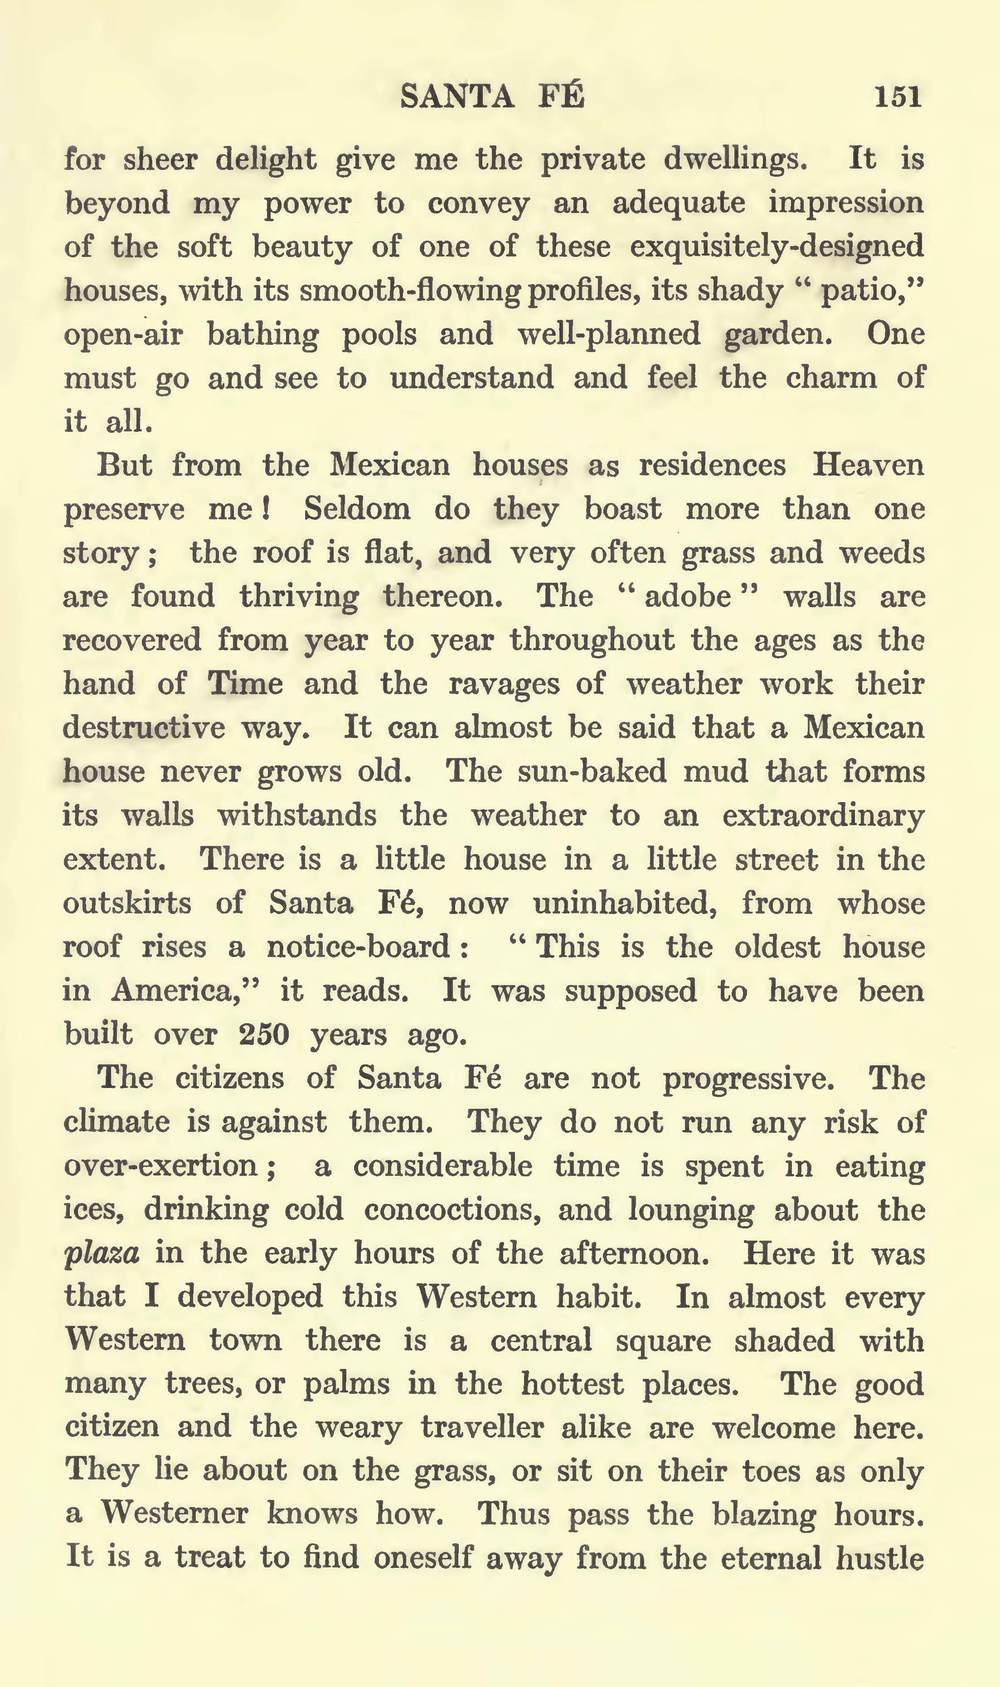 SANTA FÉ 151
for sheer delight give me the private dwellings. It is
beyond my power to convey an adequate impression
of the soft beauty of one of these exquisitely-designed
houses, with its smooth-flowing profiles, its shady “ patio,”
open-air bathing pools and well-planned garden. One
must go and see to understand and feel the charm of
it all.
But from the Mexican houses as residences Heaven
preserve me ! Seldom do they boast more than one
story ; the roof is flat, and very often grass and weeds
are found thriving thereon. The “ adobe ” walls are
recovered from year to year throughout the ages as the
hand of Time and the ravages of weather work their
destructive way. It can almost be said that a Mexican
house never grows old. The sun-baked mud that forms
its walls withstands the weather to an extraordinary
extent. There is a little house in a little street in the
outskirts of Santa Fé, now uninhabited, from whose
roof rises a notice-board : “ This is the oldest house
in America,” it reads. It was supposed to have been
built over 250 years ago.
The citizens of Santa Fé are not progressive. The
climate is against them. They do not run any risk of
over-exertion ; a considerable time is spent in eating
ices, drinking cold concoctions, and lounging about the
plaza in the early hours of the afternoon. Here it was
that I developed this Western habit. In almost every
Western town there is a central square shaded with
many trees, or palms in the hottest places. The good
citizen and the weary traveller alike are welcome here.
They lie about on the grass, or sit on their toes as only
a Westerner knows how. Thus pass the blazing hours.
It is a treat to find oneself away from the eternal hustle